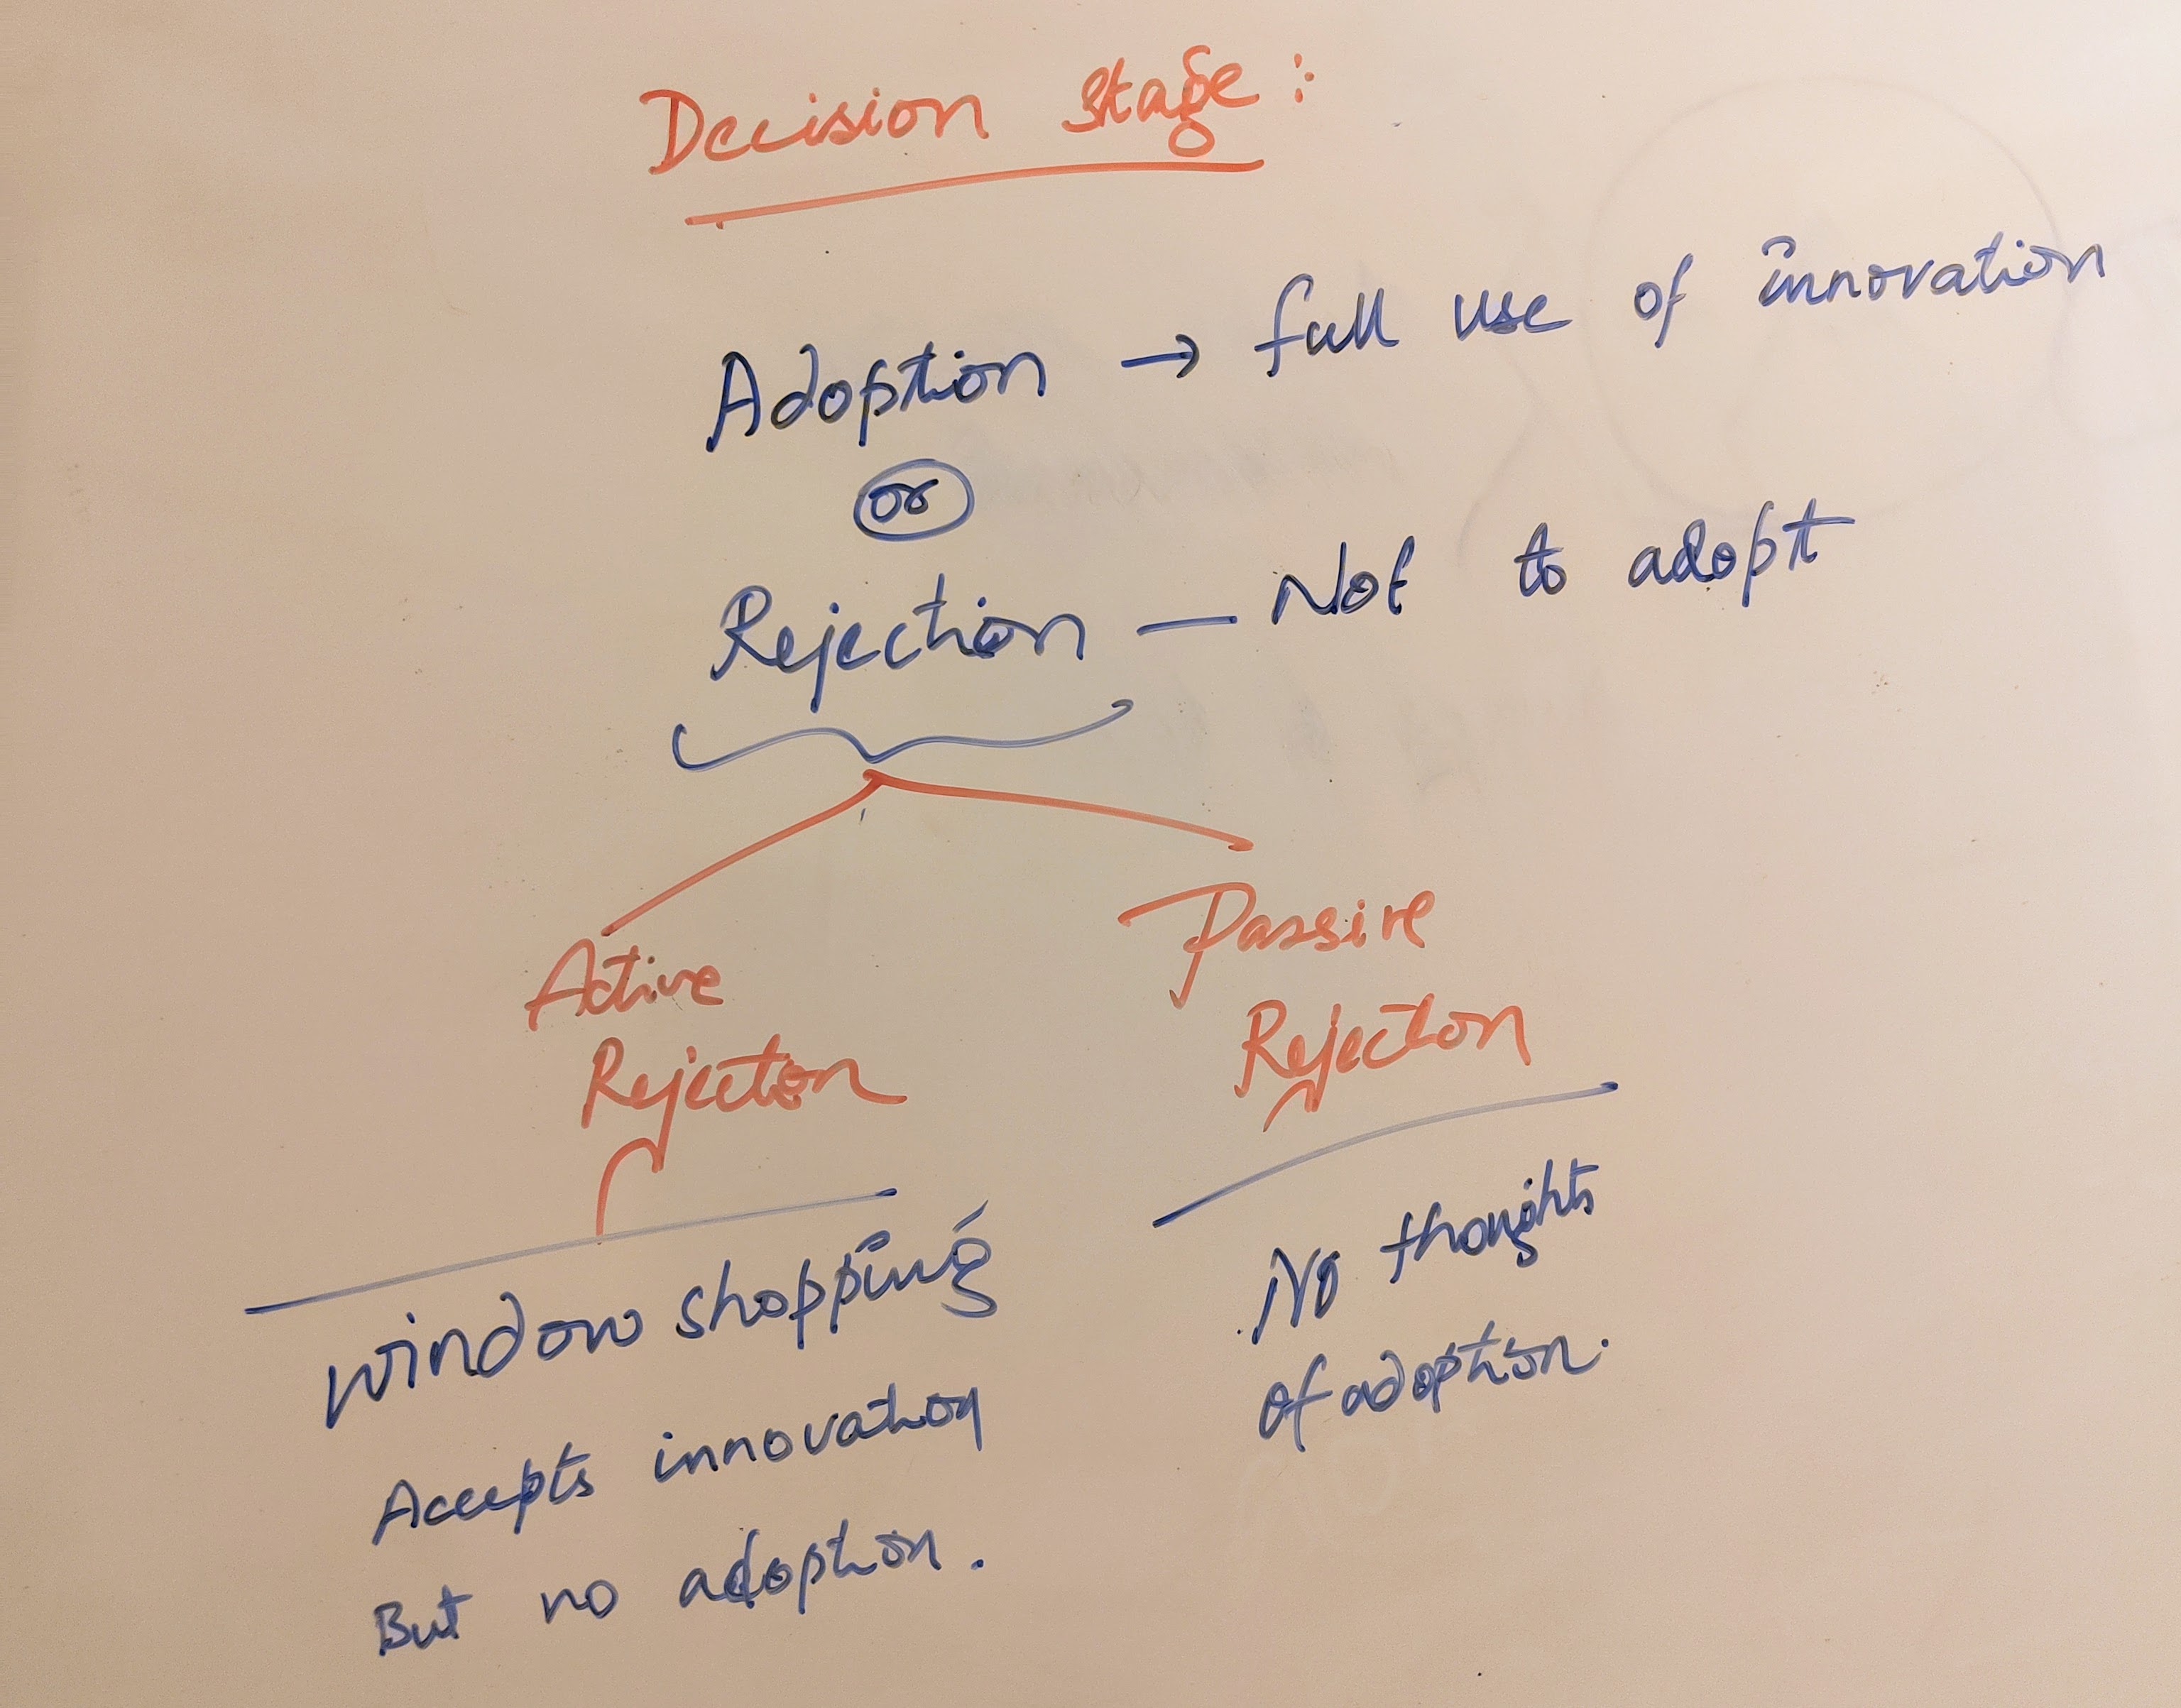 Decision Stage :
Adoption → full use of innovation
or
Rejection — Not to adopt
Active
Rejection
Passive
Rejection
Window shopping
Accepts innovation
But no adoption.
No thoughts
of adoption.